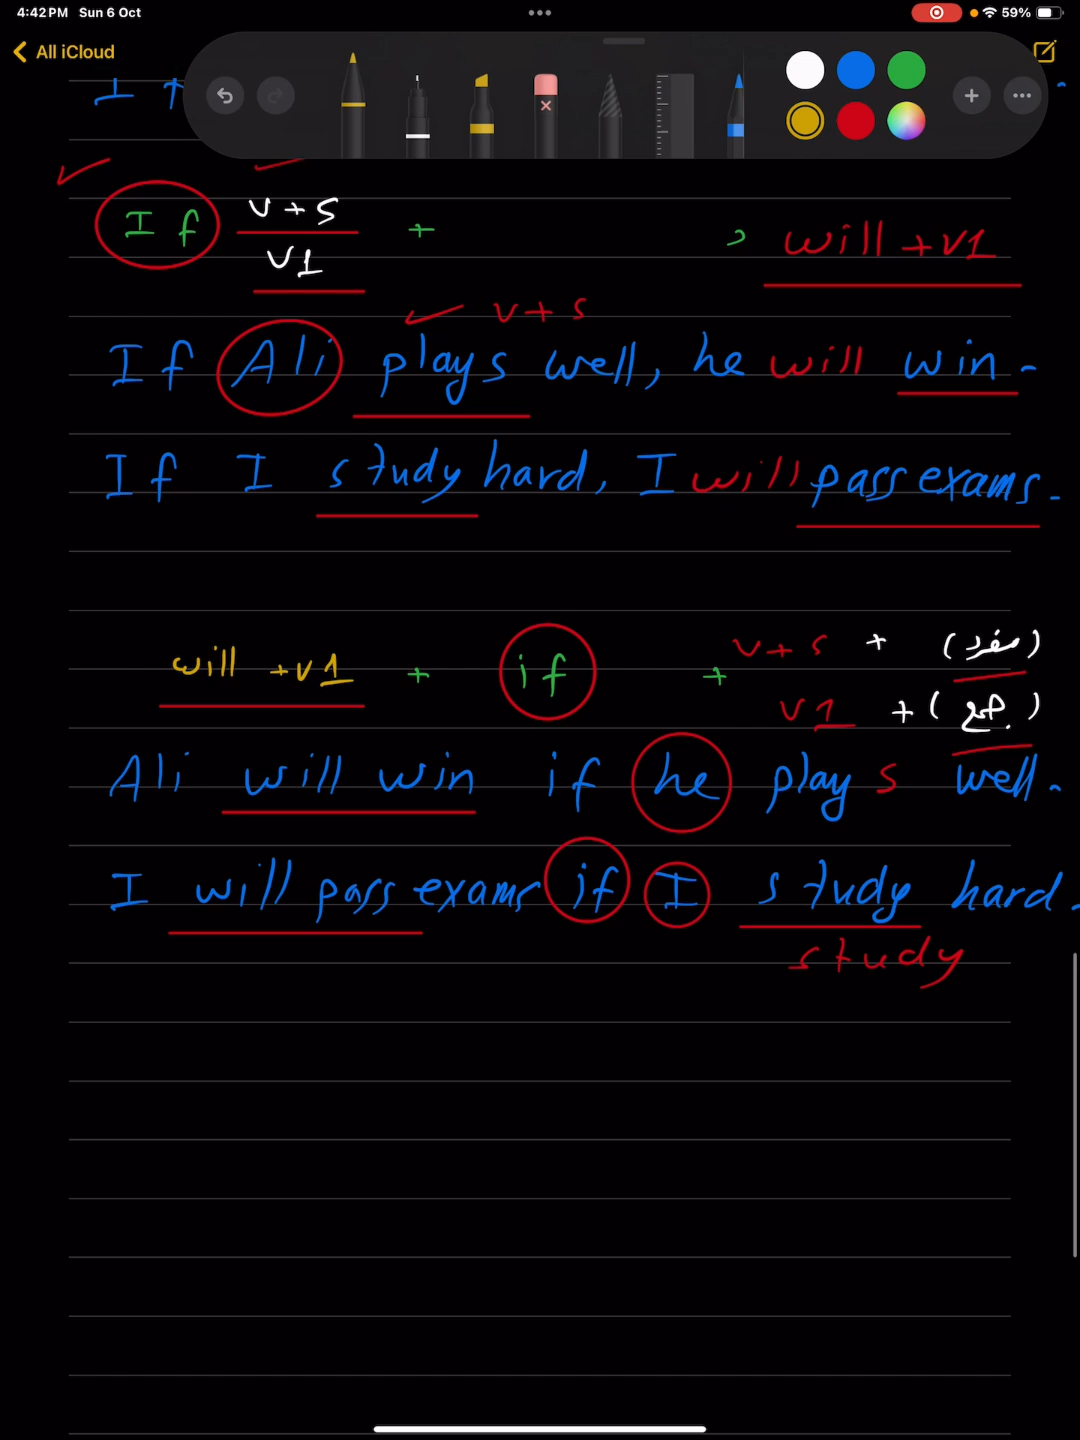 4:42 PM Sun 6 Oct
59%
All iCloud
If v+s + , will +v1
v1
v+s
If Ali plays well, he will win.
If I study hard, I will pass exams.
will +v1 + if + v+s + (مفرد)
v1 + (جمع)
Ali will win if he plays well.
I will pass exams if I study hard.
study